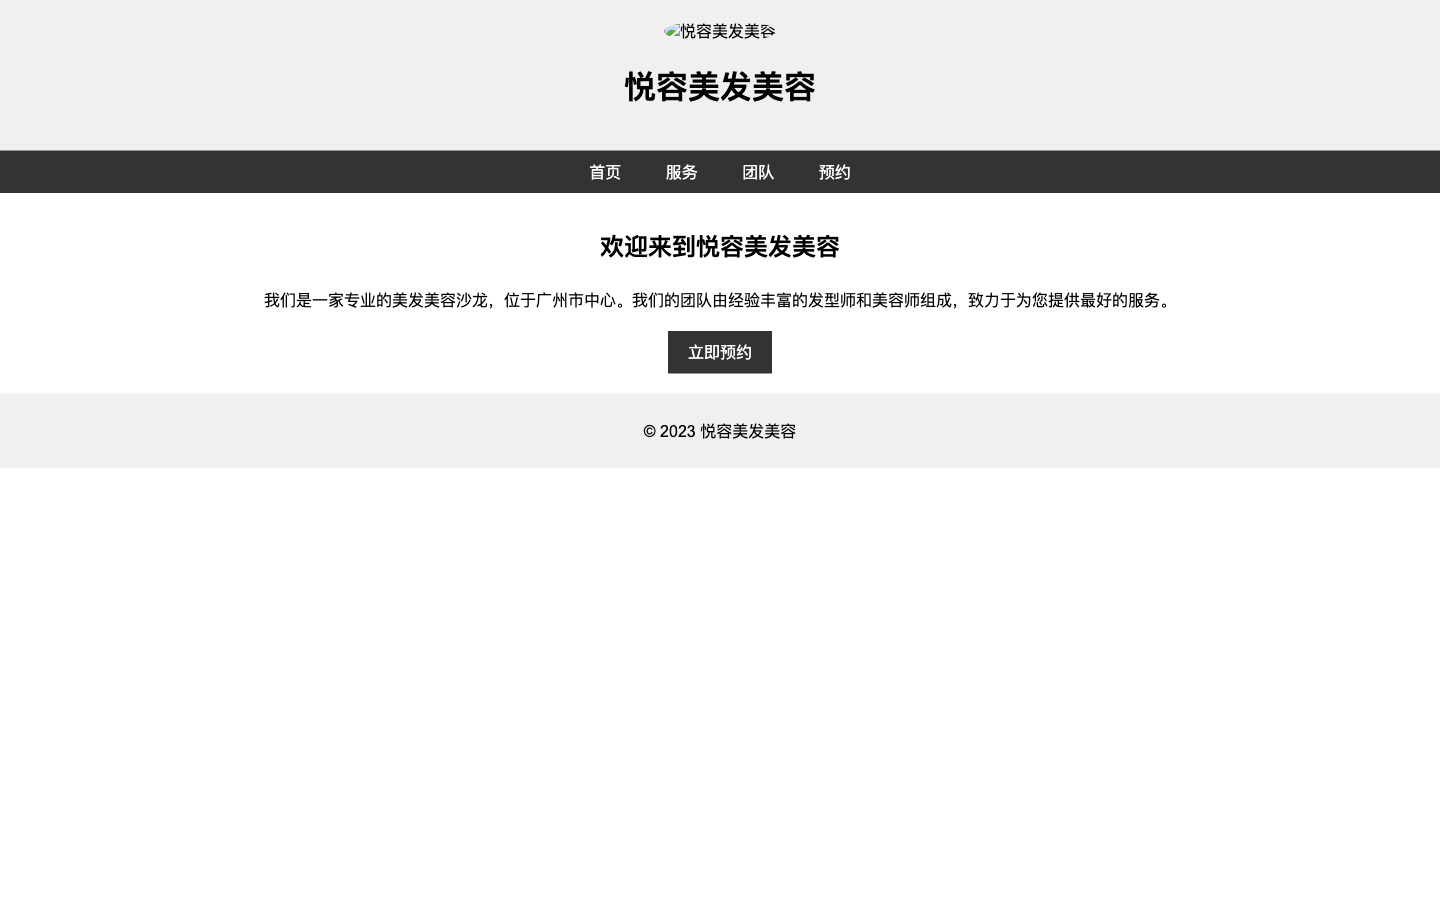 悦容美发美容
悦容美发美容
首页 服务 团队 预约
欢迎来到悦容美发美容
我们是一家专业的美发美容沙龙，位于广州市中心。我们的团队由经验丰富的发型师和美容师组成，致力于为您提供最好的服务。
立即预约
© 2023 悦容美发美容